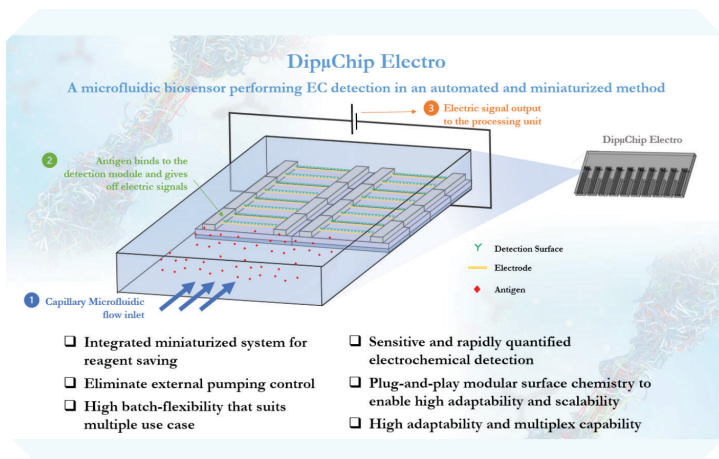 DipµChip Electro
A microfluidic biosensor performing EC detection in an automated and miniaturized method
3 Electric signal output
to the processing unit
DipµChip Electro
2 Antigen binds to the
detection module and gives
off electric signals
Detection Surface
Electrode
Antigen
1 Capillary Microfluidic
flow inlet
❑ Integrated miniaturized system for
reagent saving
❑ Eliminate external pumping control
❑ High batch-flexibility that suits
multiple use case
❑ Sensitive and rapidly quantified
electrochemical detection
❑ Plug-and-play modular surface chemistry to
enable high adaptability and scalability
❑ High adaptability and multiplex capability